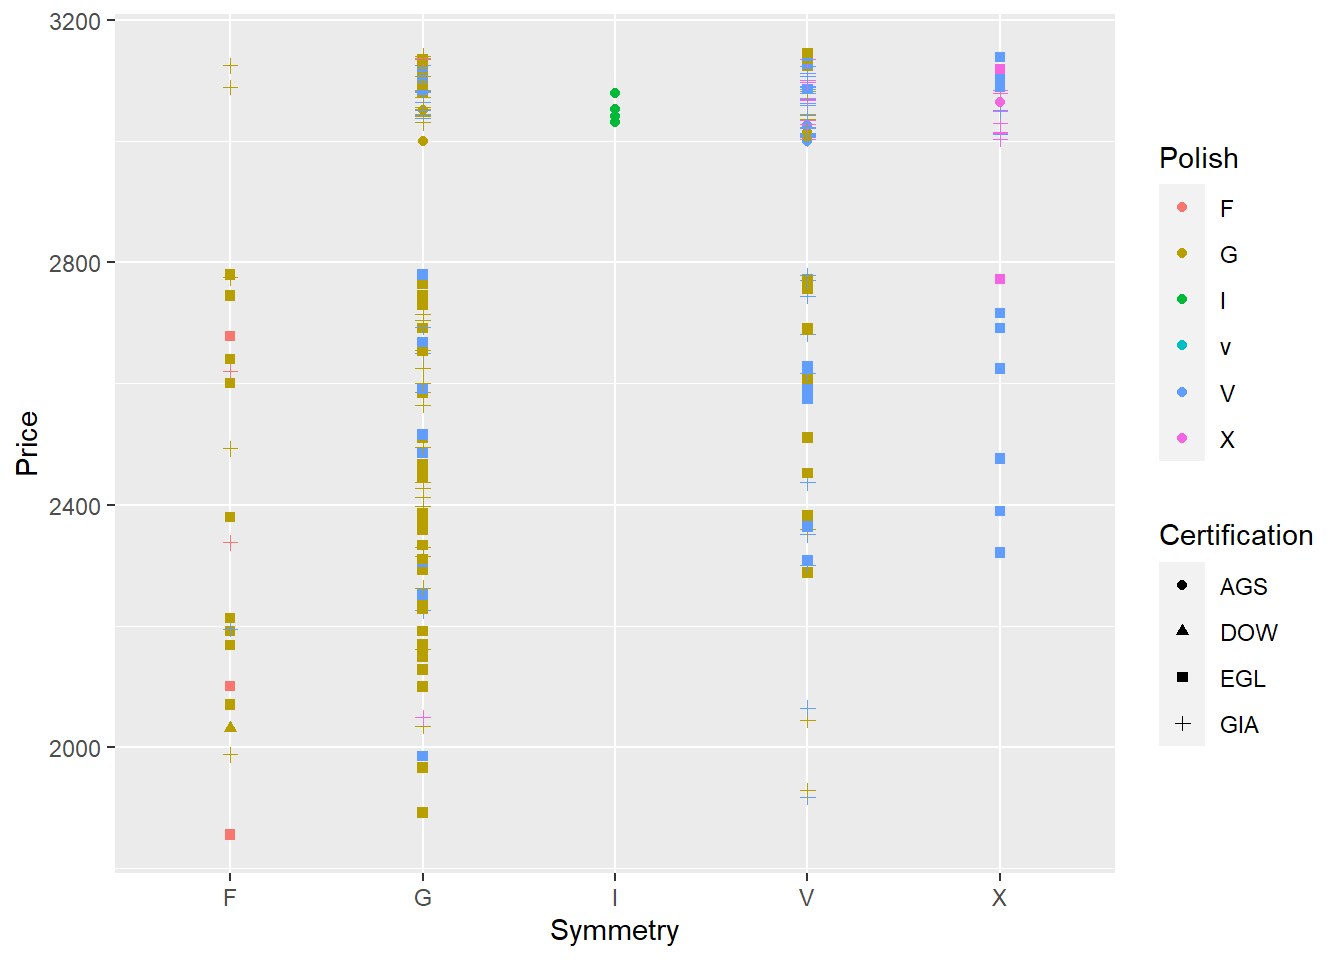 3200
2800
2400
2000
Price
F
G
I
V
X
Symmetry
Polish
F
G
I
v
V
X
Certification
AGS
DOW
EGL
GIA